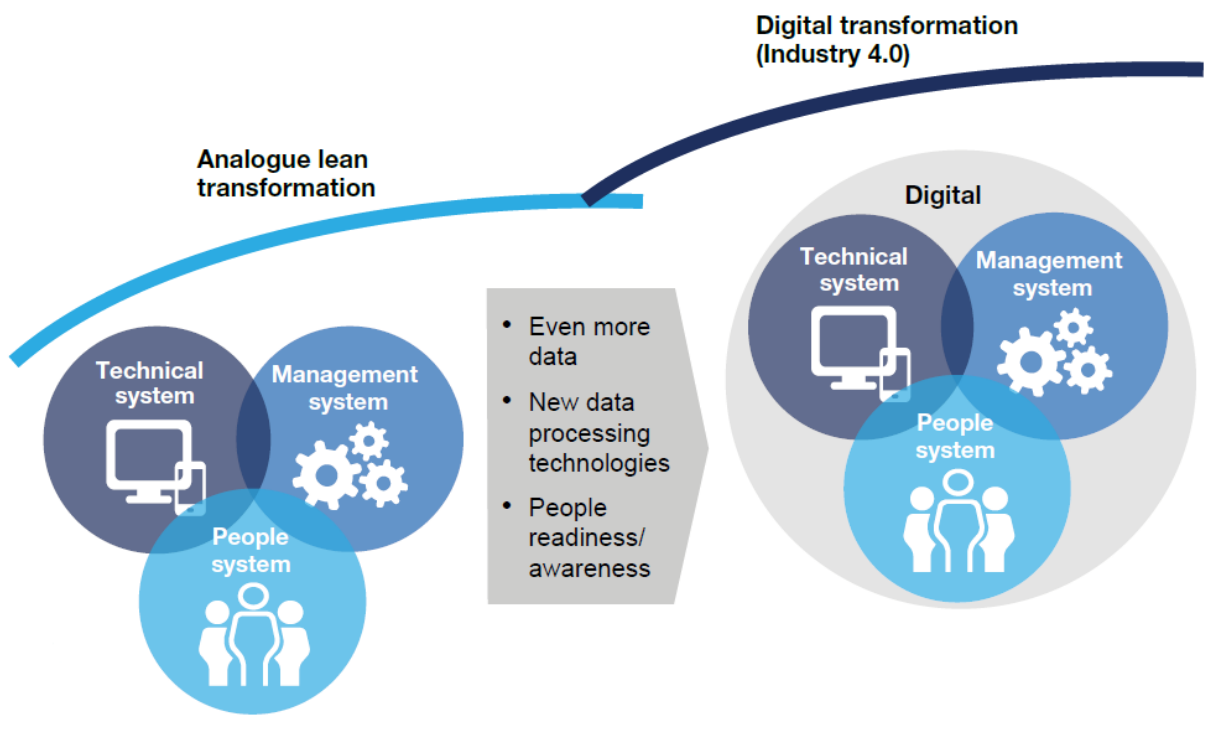 Digital transformation
(Industry 4.0)
Analogue lean
transformation
Technical
system
Management
system
People
system
• Even more
data
• New data
processing
technologies
• People
readiness/
awareness
Digital
Technical
system
Management
system
People
system